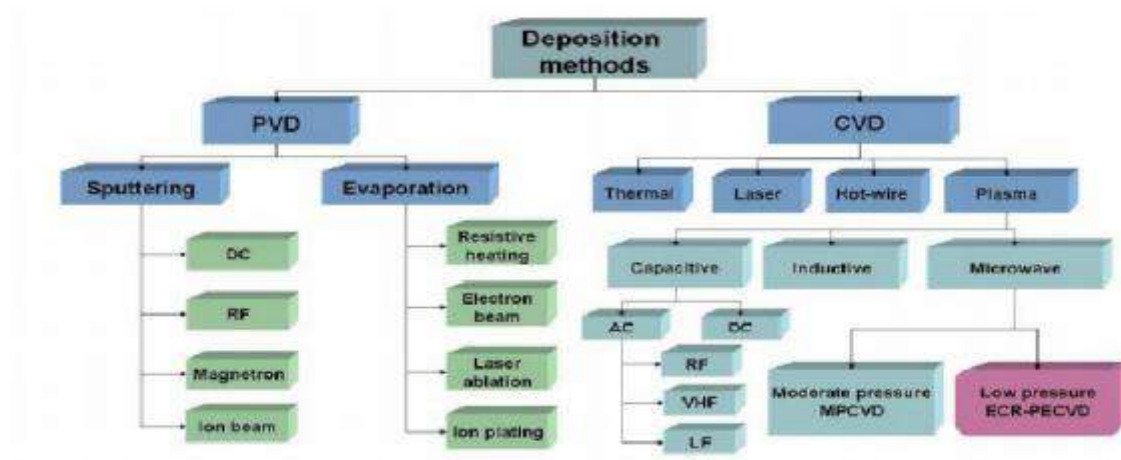 Deposition
methods
PVD
CVD
Sputtering
Evaporation
Thermal
Laser
Hot-wire
Plasma
DC
RF
Magnetron
Ion beam
Resistive
heating
Electron
beam
Laser
ablation
Ion plating
Capacitive
Inductive
Microwave
AC
DC
RF
VHF
LF
Moderate pressure
MPCVD
Low pressure
ECR-PECVD